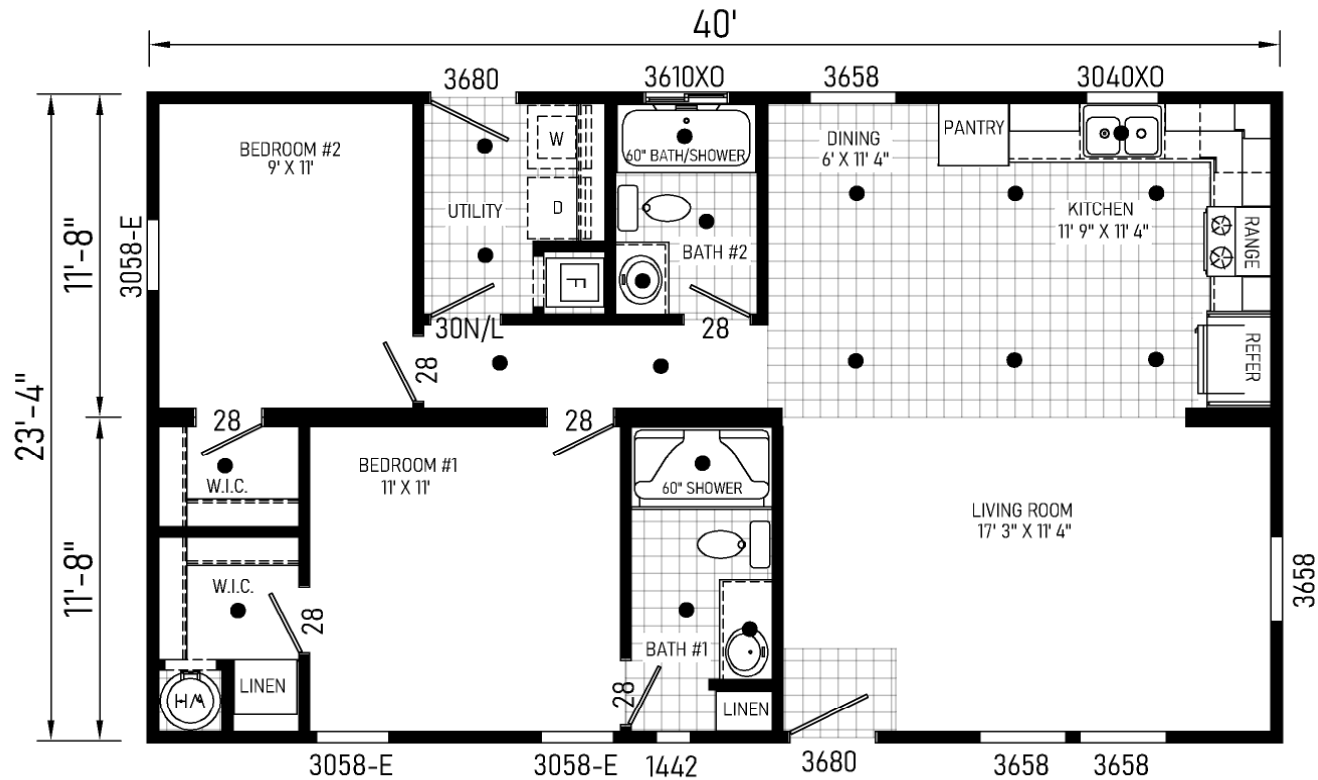 40'
3680
3610XO
3658
3040XO
BEDROOM #2
9' X 11'
W
60" BATH/SHOWER
DINING
6' X 11' 4"
PANTRY
UTILITY
D
KITCHEN
11' 9" X 11' 4"
RANGE
BATH #2
F
3058-E
11'-8"
30N/L
28
28
REFER
23'-4"
28
28
BEDROOM #1
11' X 11'
W.I.C.
60" SHOWER
LIVING ROOM
17' 3" X 11' 4"
11'-8"
W.I.C.
28
3658
BATH #1
LINEN
W/H
28
LINEN
3058-E
3058-E
1442
3680
3658
3658